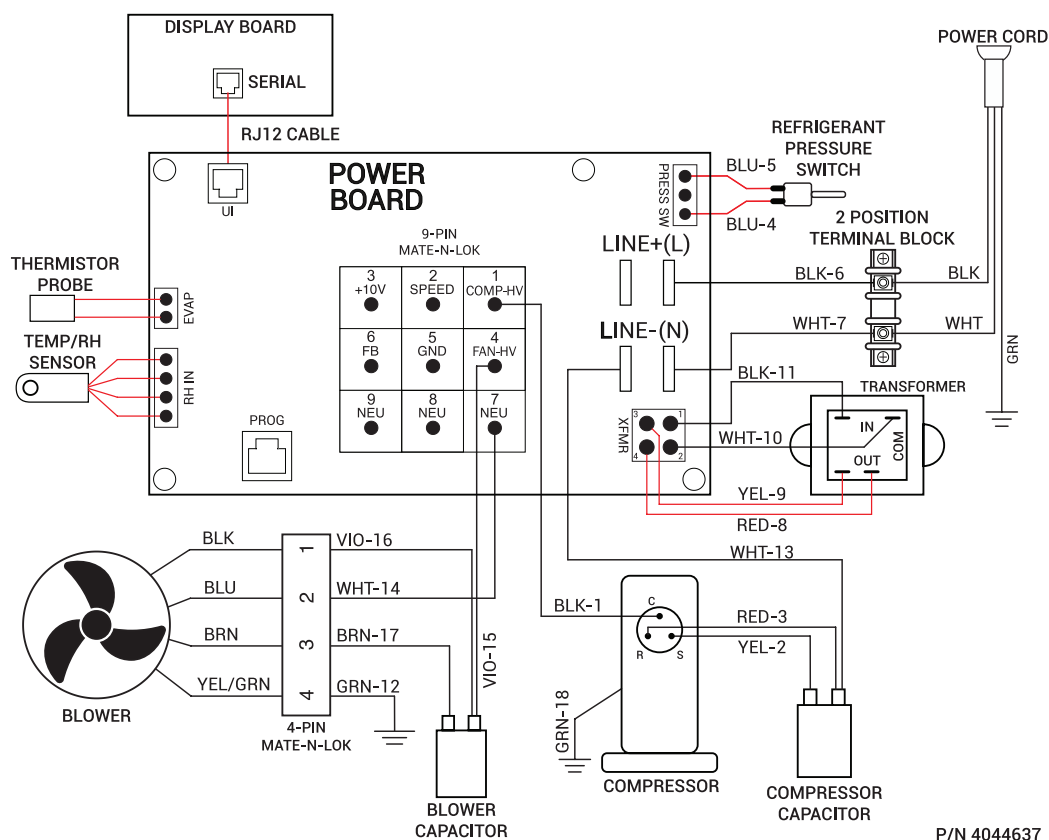 DISPLAY BOARD
SERIAL
RJ12 CABLE
POWER CORD
REFRIGERANT
PRESSURE
SWITCH
BLU-5
BLU-4
PRESS SW
UI
POWER
BOARD
2 POSITION
TERMINAL BLOCK
LINE+(L)
BLK-6
BLK
LINE-(N)
WHT-7
WHT
GRN
9-PIN
MATE-N-LOK
3
+10V
2
SPEED
1
COMP-HV
6
FB
5
GND
4
FAN-HV
9
NEU
8
NEU
7
NEU
THERMISTOR
PROBE
EVAP
TEMP/RH
SENSOR
RH IN
PROG
XFMR
3
1
4
2
BLK-11
TRANSFORMER
IN
COM
OUT
WHT-10
YEL-9
RED-8
WHT-13
BLK
1
VIO-16
BLU
2
WHT-14
BRN
3
BRN-17
YEL/GRN
4
GRN-12
BLOWER
4-PIN
MATE-N-LOK
VIO-15
BLOWER
CAPACITOR
BLK-1
C
R
S
RED-3
YEL-2
GRN-18
COMPRESSOR
COMPRESSOR
CAPACITOR
P/N 4044637